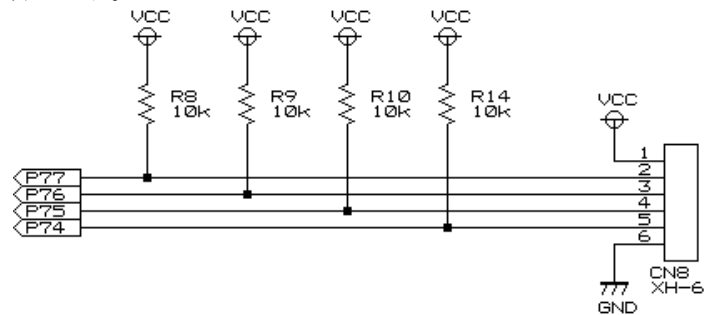 VCC VCC VCC VCC
R8 R9 R10 R14
10k 10k 10k 10k
VCC
1
P77 2
P76 3
P75 4
P74 5
6
CN8
XH-6
GND